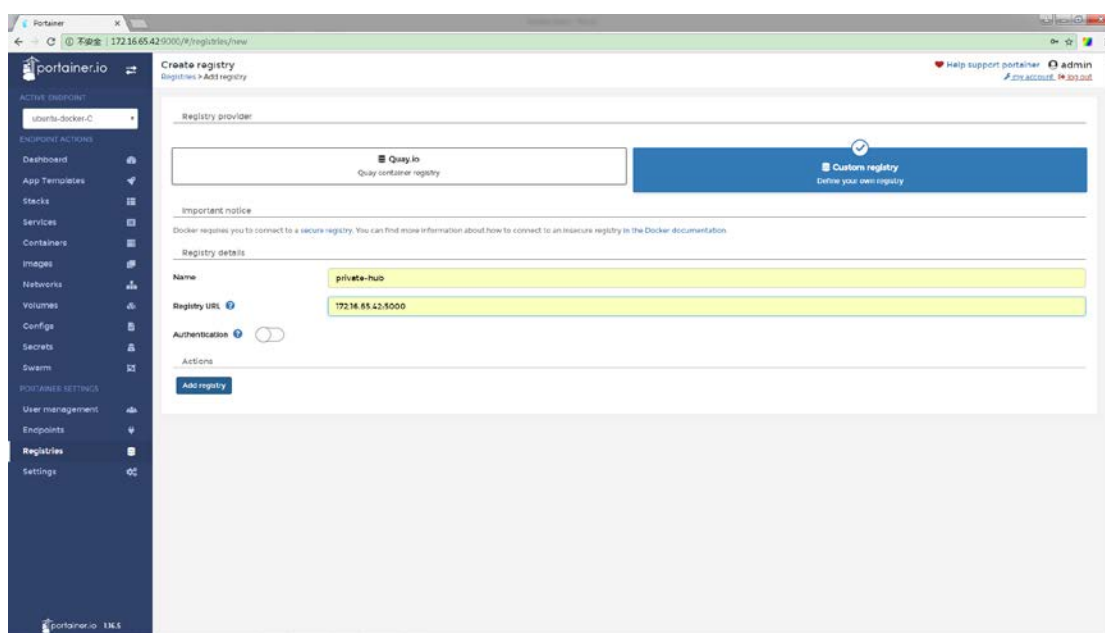 Portainer
不安全 | 172.16.65.42:9000/#/registries/new
portainer.io
Create registry
Registries > Add registry
Help support portainer admin
my account log out
ACTIVE ENDPOINT
ubuntu-docker-C
ENDPOINT ACTIONS
Dashboard
App Templates
Stacks
Services
Containers
Images
Networks
Volumes
Configs
Secrets
Swarm
PORTAINER SETTINGS
User management
Endpoints
Registries
Settings
portainer.io 1.16.5
Registry provider
Quay.io
Quay container registry
Custom registry
Define your own registry
Important notice
Docker requires you to connect to a secure registry. You can find more information about how to connect to an insecure registry in the Docker documentation.
Registry details
Name
private-hub
Registry URL
172.16.65.42:5000
Authentication
Actions
Add registry